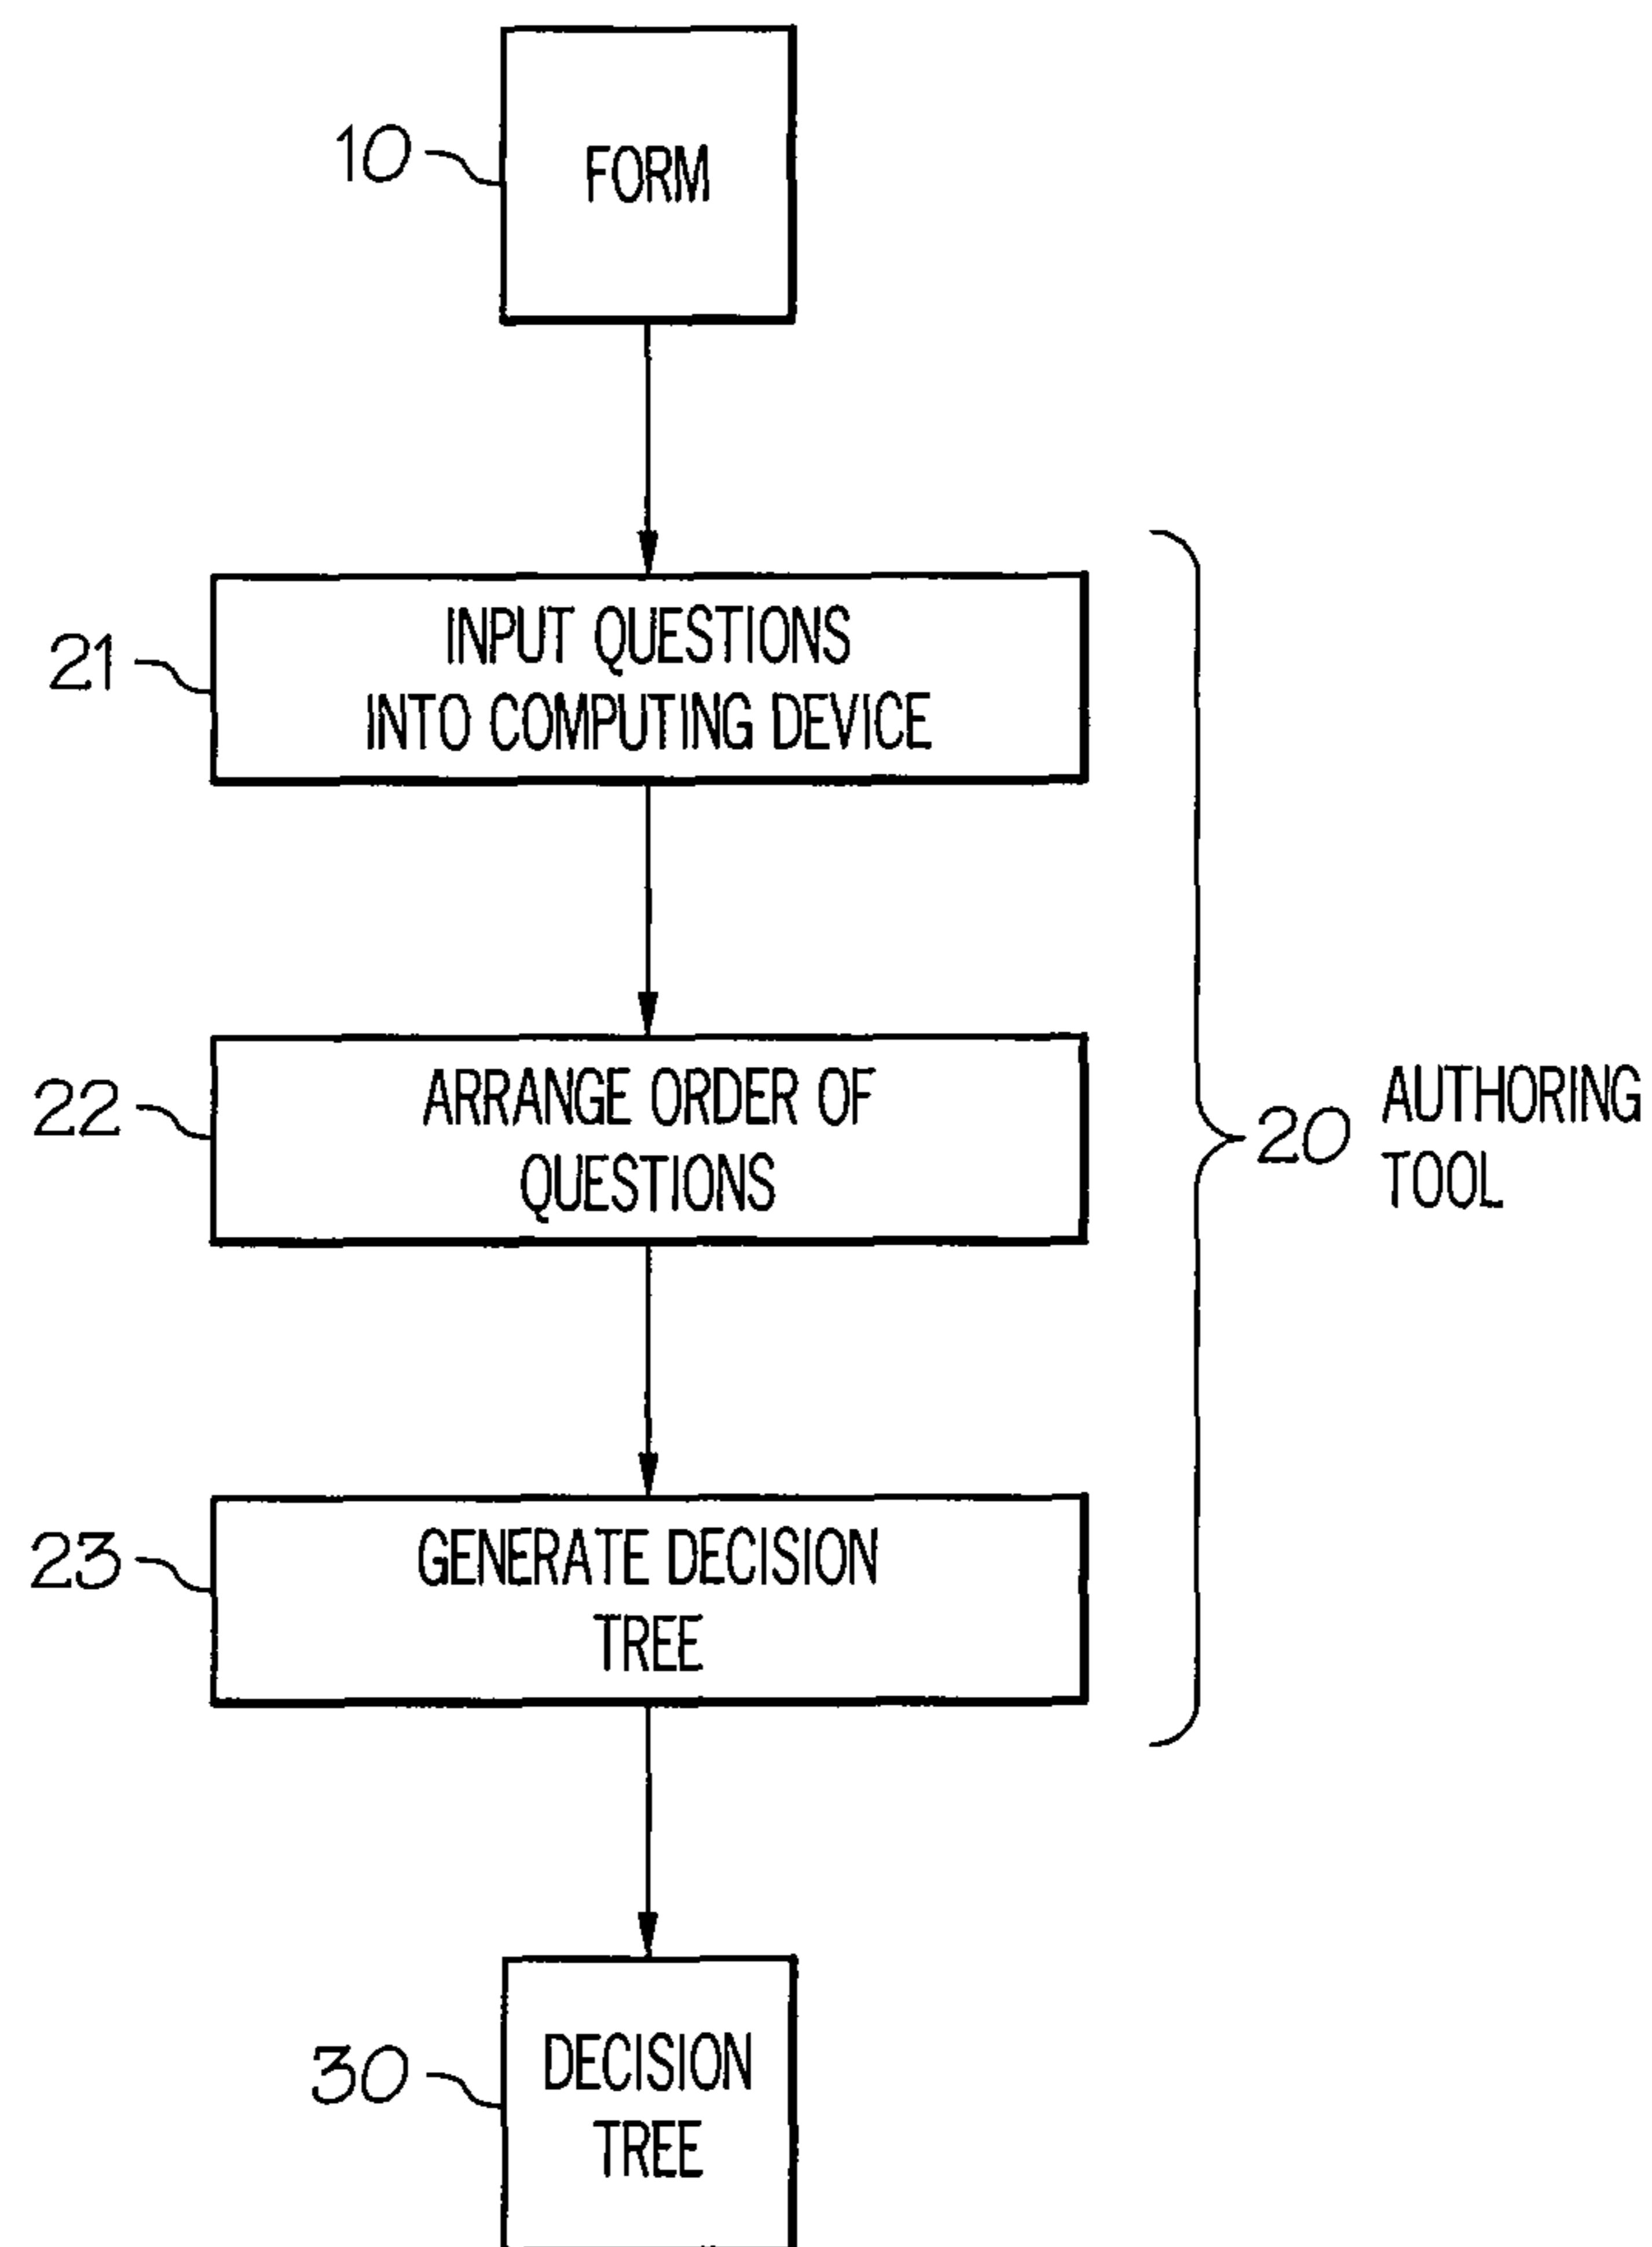 10
FORM
21
INPUT QUESTIONS
INTO COMPUTING DEVICE
22
ARRANGE ORDER OF
QUESTIONS
20
AUTHORING
TOOL
23
GENERATE DECISION
TREE
30
DECISION
TREE